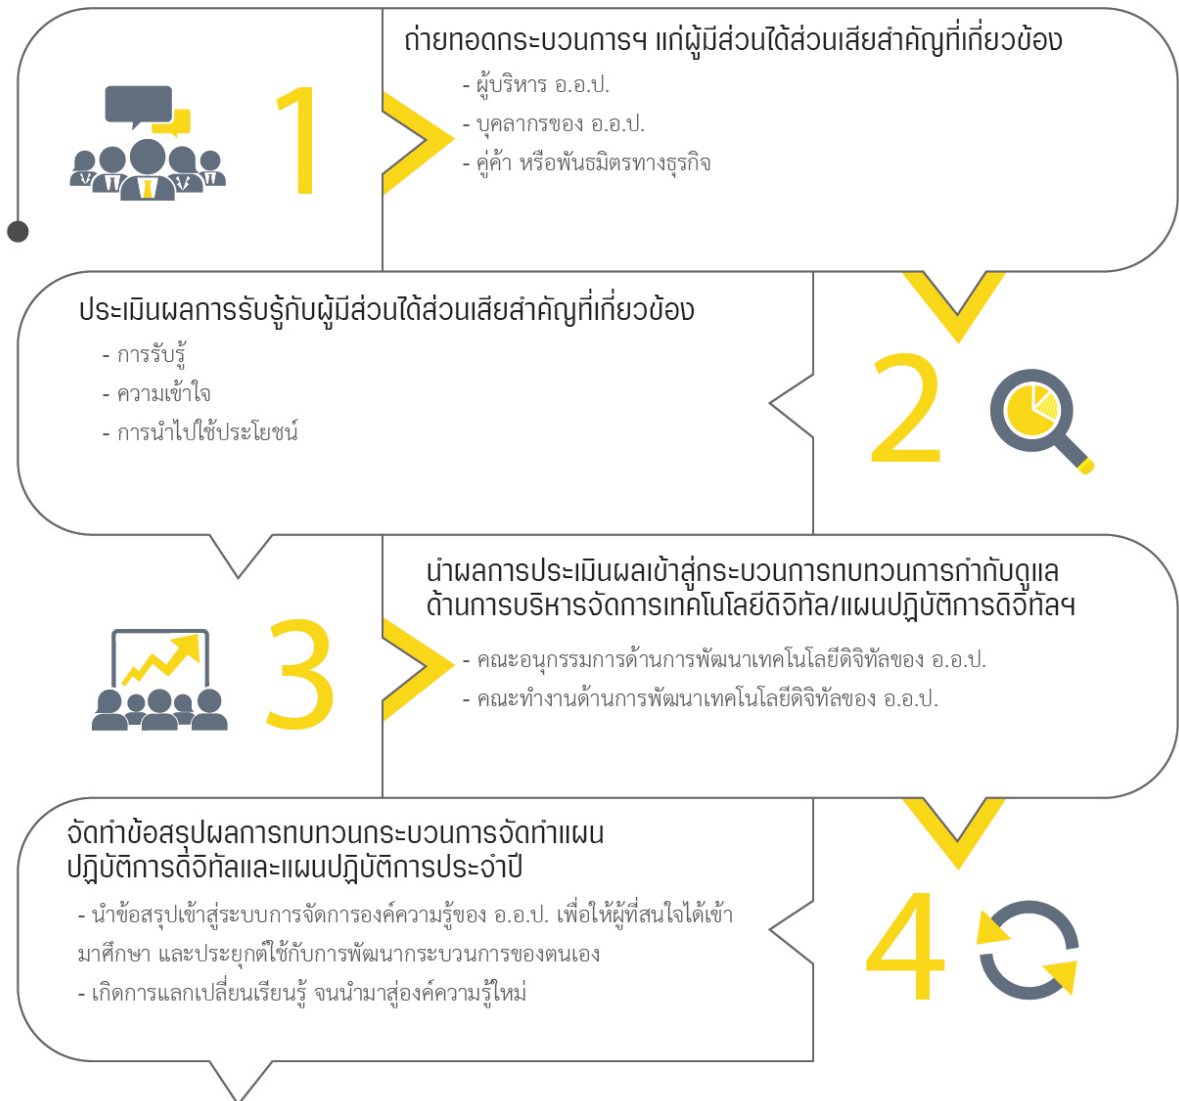 1
ถ่ายทอดกระบวนการฯ แก่ผู้มีส่วนได้ส่วนเสียสำคัญที่เกี่ยวข้อง
- ผู้บริหาร อ.อ.ป.
- บุคลากรของ อ.อ.ป.
- คู่ค้า หรือพันธมิตรทางธุรกิจ
2
ประเมินผลการรับรู้กับผู้มีส่วนได้ส่วนเสียสำคัญที่เกี่ยวข้อง
- การรับรู้
- ความเข้าใจ
- การนำไปใช้ประโยชน์
3
นำผลการประเมินผลเข้าสู่กระบวนการทบทวนการกำกับดูแล
ด้านการบริหารจัดการเทคโนโลยีดิจิทัล/แผนปฏิบัติการดิจิทัลฯ
- คณะอนุกรรมการด้านการพัฒนาเทคโนโลยีดิจิทัลของ อ.อ.ป.
- คณะทำงานด้านการพัฒนาเทคโนโลยีดิจิทัลของ อ.อ.ป.
4
จัดทำข้อสรุปผลการทบทวนกระบวนการจัดทำแผน
ปฏิบัติการดิจิทัลและแผนปฏิบัติการประจำปี
- นำข้อสรุปเข้าสู่ระบบการจัดการองค์ความรู้ของ อ.อ.ป. เพื่อให้ผู้ที่สนใจได้เข้า
มาศึกษา และประยุกต์ใช้กับการพัฒนากระบวนการของตนเอง
- เกิดการแลกเปลี่ยนเรียนรู้ จนนำมาสู่องค์ความรู้ใหม่